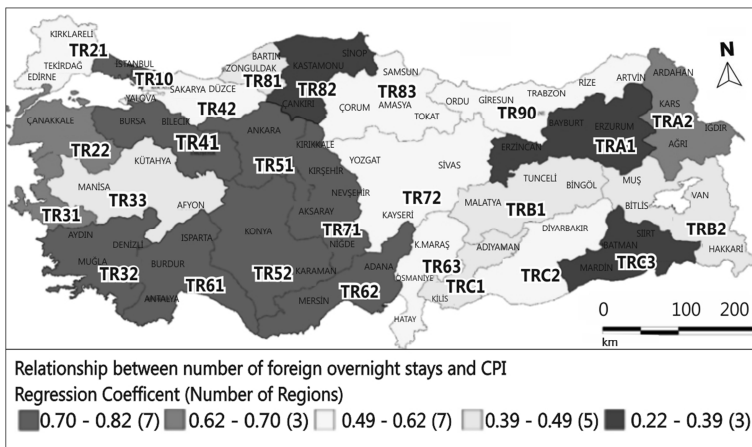 KIRKLARELİ
TR21
TEKİRDAĞ
EDİRNE
İSTANBUL
TR10
YALOVA
SAKARYA DÜZCE
TR42
BARTIN
ZONGULDAK
TR81
KASTAMONU
SİNOP
TR82
ÇANKIRI
SAMSUN
TR83
ÇORUM
AMASYA
TOKAT
ORDU
GİRESUN
TRABZON
TR90
RİZE
ARTVİN
ARDAHAN
KARS
TRA2
IGDIR
AĞRI
N
ÇANAKKALE
TR22
BURSA
BİLECİK
TR41
ANKARA
KIRIKKALE
TR51
KIRŞEHİR
YOZGAT
SİVAS
TR72
KAYSERİ
BAYBURT
ERZURUM
ERZINCAN
TRA1
KÜTAHYA
MANİSA
TR33
AFYON
TR31
NEVŞEHİR
AKSARAY
TR71
NİĞDE
TUNCELİ
BİNGÖL
MALATYA
TRB1
MUŞ
BİTLİS
VAN
TRB2
HAKKARİ
AYDIN
DENIZLI
MUĞLA
TR32
ISPARTA
BURDUR
TR61
ANTALYA
KONYA
TR52
KARAMAN
MERSİN
ADANA
TR62
K.MARAŞ
TR63
OSMANIYE
HATAY
ADIYAMAN
TRC1
KİLİS
DİYARBAKIR
TRC2
SİİRT
BATMAN
MARDİN
TRC3
0 100 200
km
Relationship between number of foreign overnight stays and CPI
Regression Coefficent (Number of Regions)
0.70 - 0.82 (7) 0.62 - 0.70 (3) 0.49 - 0.62 (7) 0.39 - 0.49 (5) 0.22 - 0.39 (3)